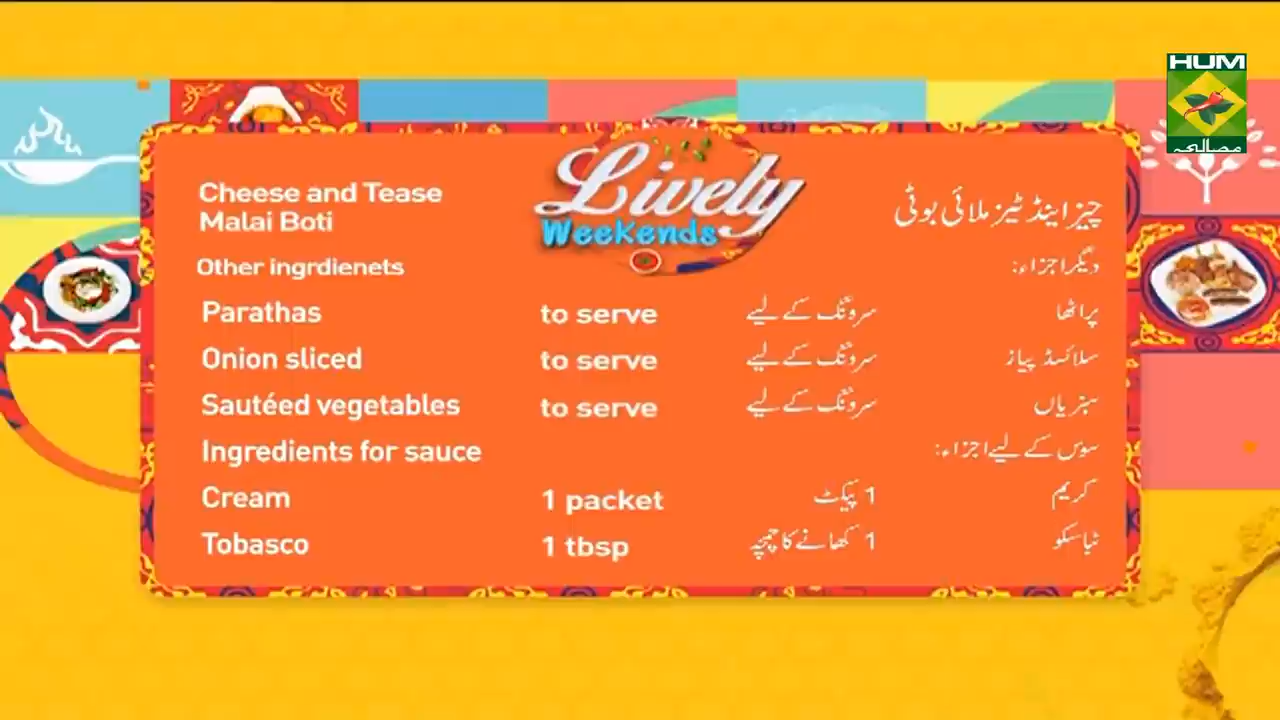 HUM
مصالحہ
Lively
Weekends
Cheese and Tease
Malai Boti
چیز اینڈ ٹیز ملائی بوٹی
Other ingrdienets دیگر اجزاء:
Parathas to serve سرونگ کے لیے پراٹھا
Onion sliced to serve سرونگ کے لیے سلائسڈ پیاز
Sautéed vegetables to serve سرونگ کے لیے سبزیاں
Ingredients for sauce سوس کے لیے اجزاء:
Cream 1 packet 1 پیکٹ کریم
Tobasco 1 tbsp 1 کھانے کا چمچہ ٹباسکو